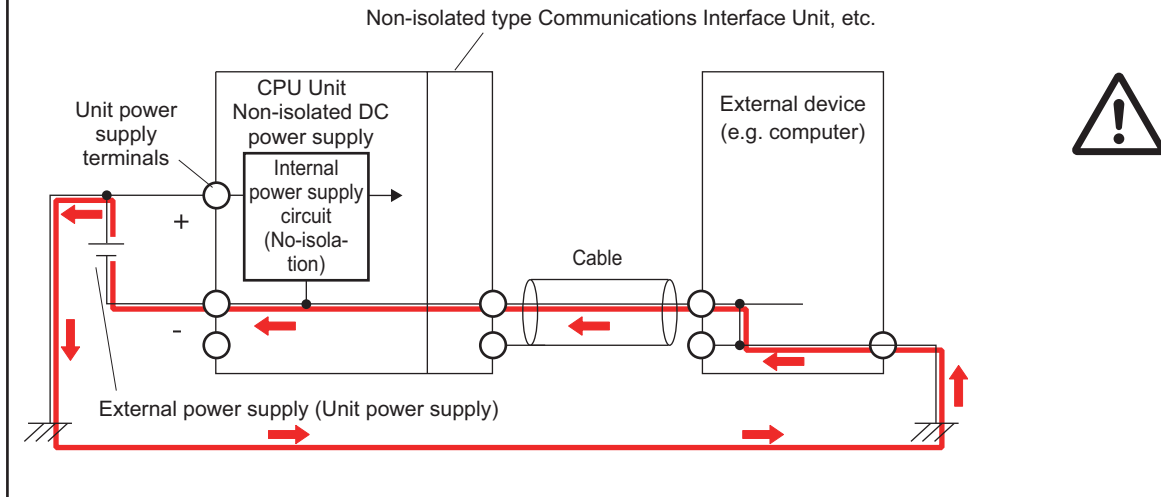 Non-isolated type Communications Interface Unit, etc.
CPU Unit
Non-isolated DC
power supply
Unit power
supply
terminals
Internal
power supply
circuit
(No-isola-
tion)
+
-
Cable
External device
(e.g. computer)
External power supply (Unit power supply)